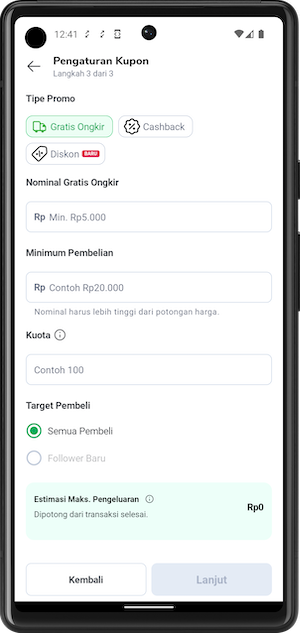 12:41
Pengaturan Kupon
Langkah 3 dari 3
Tipe Promo
Gratis Ongkir
Cashback
Diskon BARU
Nominal Gratis Ongkir
Rp Min. Rp5.000
Minimum Pembelian
Rp Contoh Rp20.000
Nominal harus lebih tinggi dari potongan harga.
Kuota
Contoh 100
Target Pembeli
Semua Pembeli
Follower Baru
Estimasi Maks. Pengeluaran
Rp0
Dipotong dari transaksi selesai.
Kembali
Lanjut